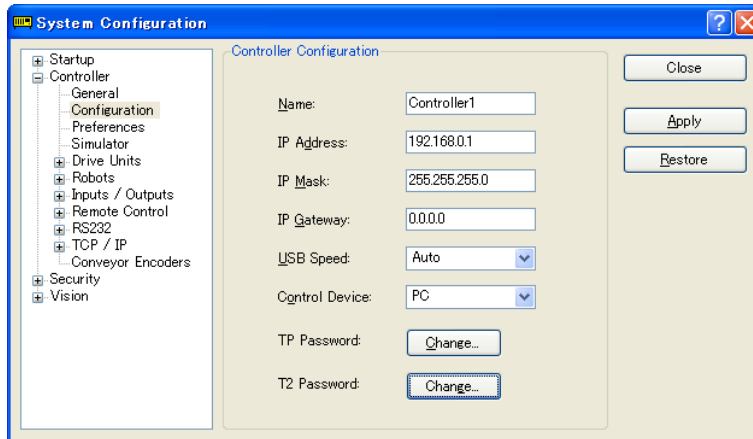 System Configuration
Startup
Controller
General
Configuration
Preferences
Simulator
Drive Units
Robots
Inputs / Outputs
Remote Control
RS232
TCP / IP
Conveyor Encoders
Security
Vision
Controller Configuration
Name: Controller1
IP Address: 192.168.0.1
IP Mask: 255.255.255.0
IP Gateway: 0.0.0.0
USB Speed: Auto
Control Device: PC
TP Password: Change...
T2 Password: Change...
Close
Apply
Restore